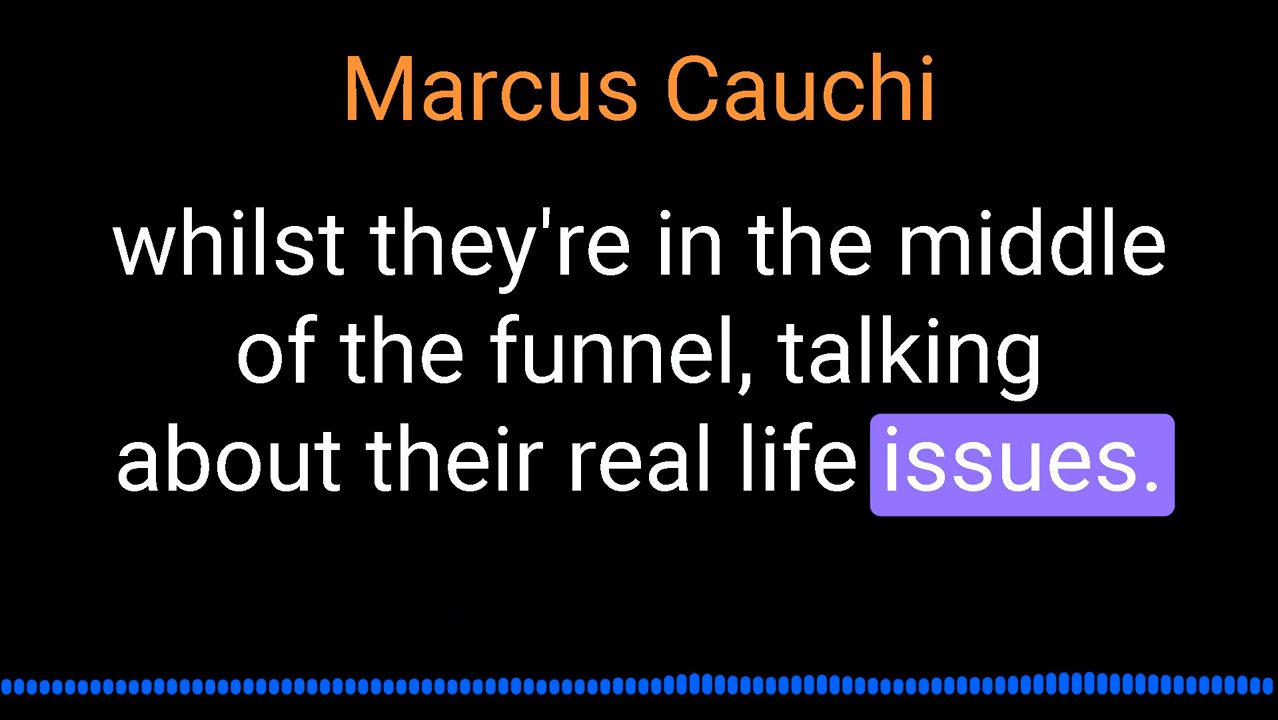 Marcus Cauchi
whilst they're in the middle
of the funnel, talking
about their real life issues.